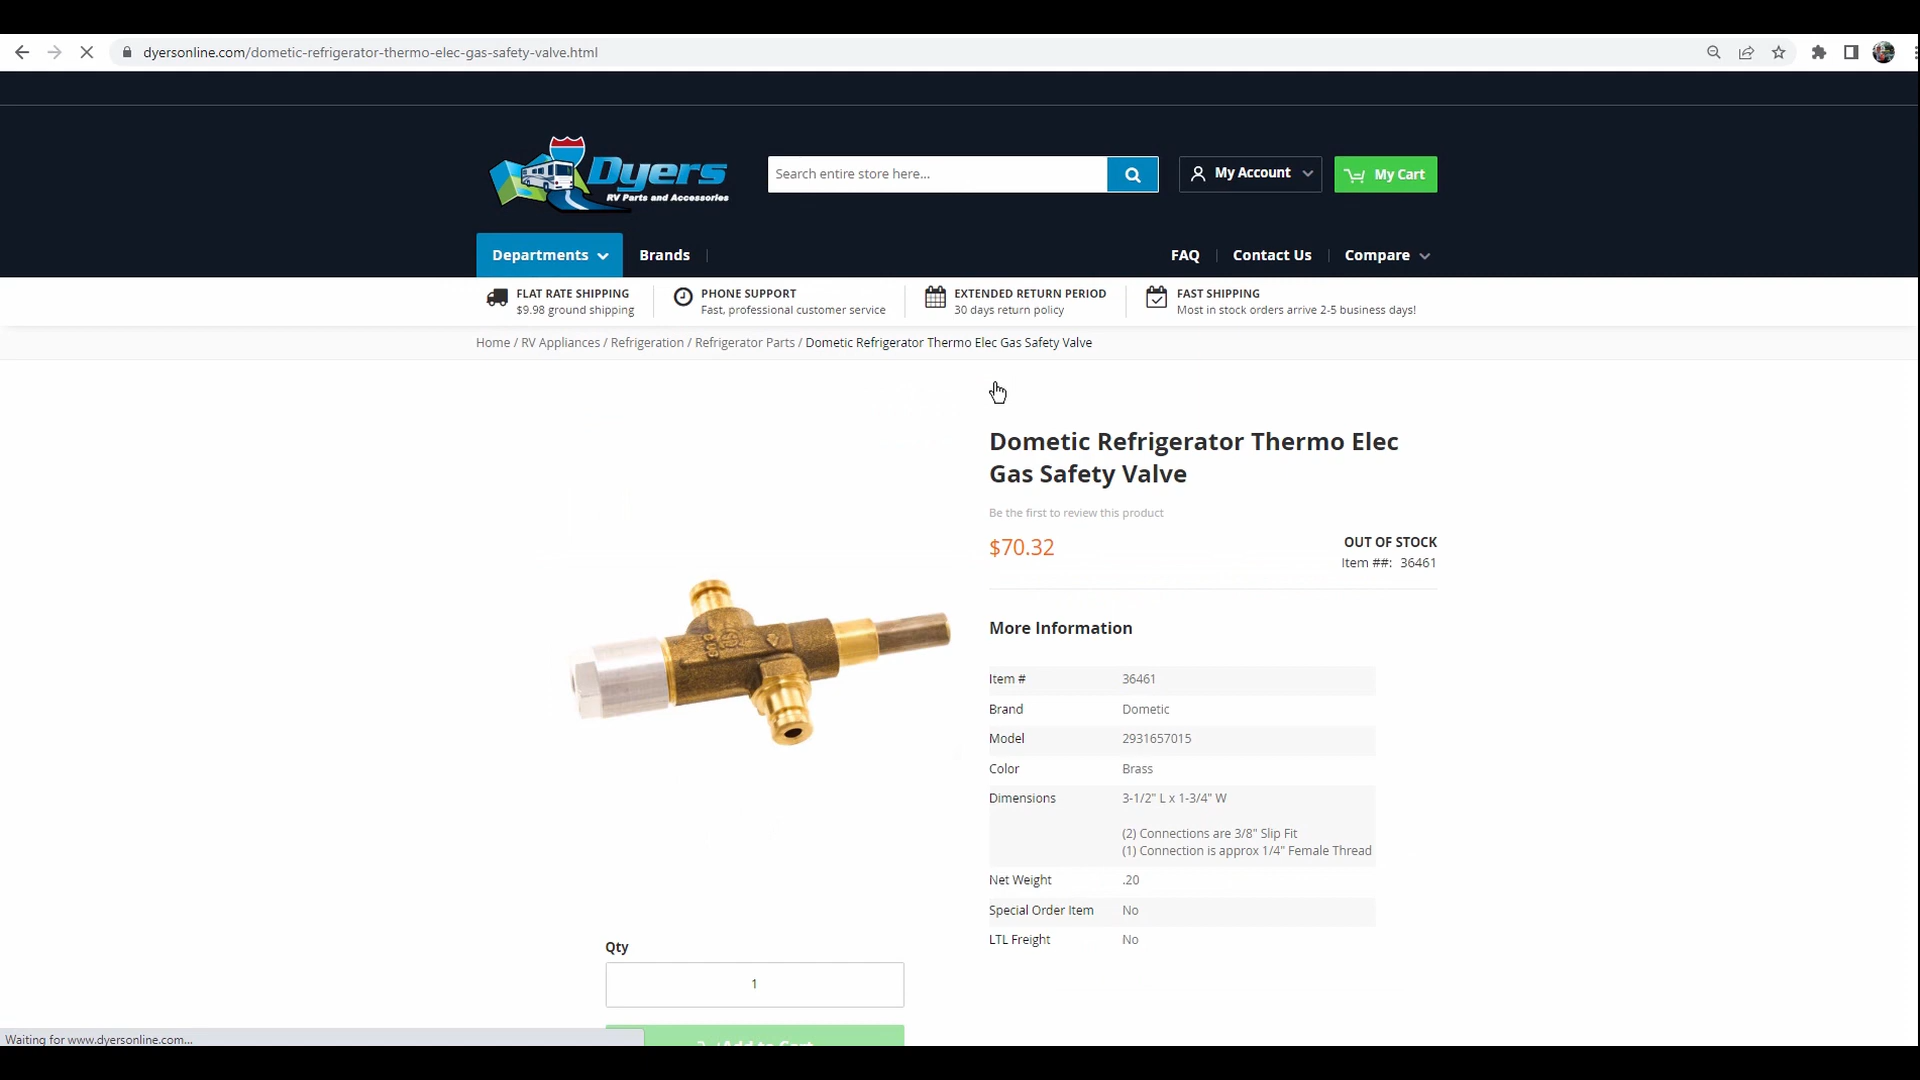 dyersonline.com/dometic-refrigerator-thermo-elec-gas-safety-valve.html
Dyers
RV Parts and Accessories
Search entire store here...
My Account
My Cart
Departments
Brands
FAQ
Contact Us
Compare
FLAT RATE SHIPPING
$9.98 ground shipping
PHONE SUPPORT
Fast, professional customer service
EXTENDED RETURN PERIOD
30 days return policy
FAST SHIPPING
Most in stock orders arrive 2-5 business days!
Home / RV Appliances / Refrigeration / Refrigerator Parts / Dometic Refrigerator Thermo Elec Gas Safety Valve
Dometic Refrigerator Thermo Elec
Gas Safety Valve
Be the first to review this product
$70.32
OUT OF STOCK
Item ##: 36461
More Information
Item # 36461
Brand Dometic
Model 2931657015
Color Brass
Dimensions 3-1/2" L x 1-3/4" W
(2) Connections are 3/8" Slip Fit
(1) Connection is approx 1/4" Female Thread
Net Weight .20
Special Order Item No
LTL Freight No
Qty
1
Add to Cart
Waiting for www.dyersonline.com...